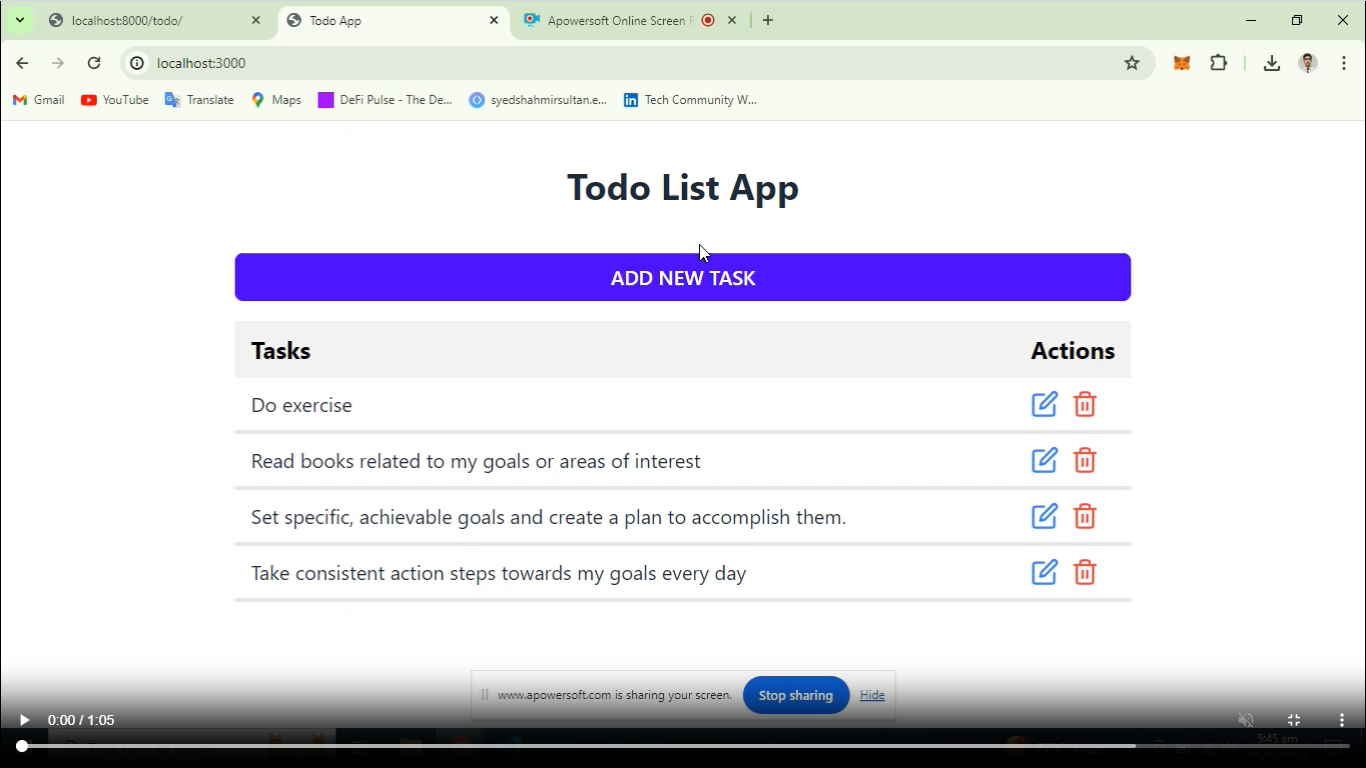 localhost:8000/todo/
Todo App
Apowersoft Online Screen R
localhost:3000
Gmail
YouTube
Translate
Maps
DeFi Pulse - The De...
syedshahmirsultan.e...
Tech Community W...
Todo List App
ADD NEW TASK
Tasks Actions
Do exercise
Read books related to my goals or areas of interest
Set specific, achievable goals and create a plan to accomplish them.
Take consistent action steps towards my goals every day
www.apowersoft.com is sharing your screen.
Stop sharing
Hide
0:00 / 1:05
5:45 am